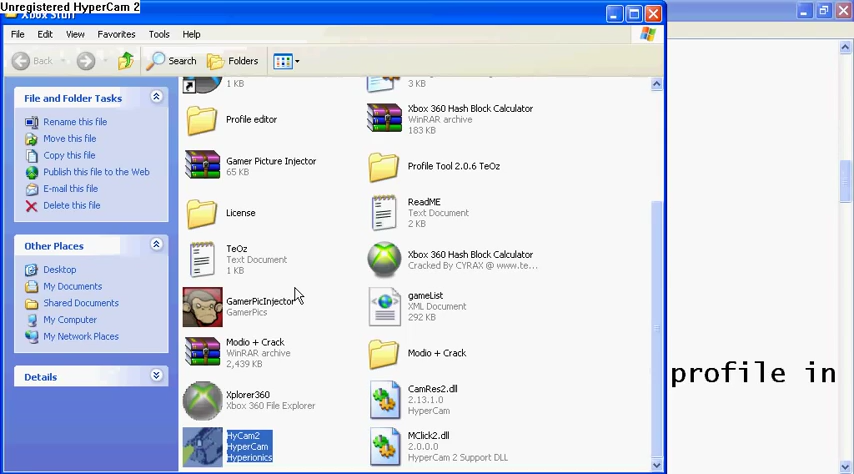 Unregistered HyperCam 2
Xbox Stuff
File Edit View Favorites Tools Help
Back Search Folders
File and Folder Tasks
Rename this file
Move this file
Copy this file
Publish this file to the Web
E-mail this file
Delete this file
Other Places
Desktop
My Documents
Shared Documents
My Computer
My Network Places
Details
1 KB
3 KB
Profile editor
Xbox 360 Hash Block Calculator
WinRAR archive
183 KB
Gamer Picture Injector
65 KB
Profile Tool 2.0.6 TeOz
License
ReadME
Text Document
2 KB
TeOz
Text Document
1 KB
Xbox 360 Hash Block Calculator
Cracked By CYRAX @ www.te...
GamerPicInjector
GamerPics
gameList
XML Document
292 KB
Modio + Crack
WinRAR archive
2,439 KB
Modio + Crack
Xplorer360
Xbox 360 File Explorer
CamRes2.dll
2.13.1.0
HyperCam
HyCam2
HyperCam
Hyperionics
MClick2.dll
2.0.0.0
HyperCam 2 Support DLL
profile in